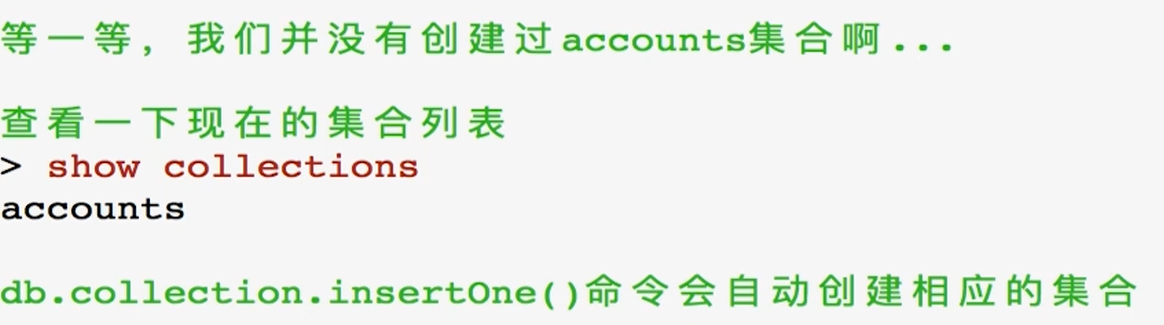 等一等，我们并没有创建过accounts集合啊...
查看一下现在的集合列表
> show collections
accounts
db.collection.insertOne()命令会自动创建相应的集合